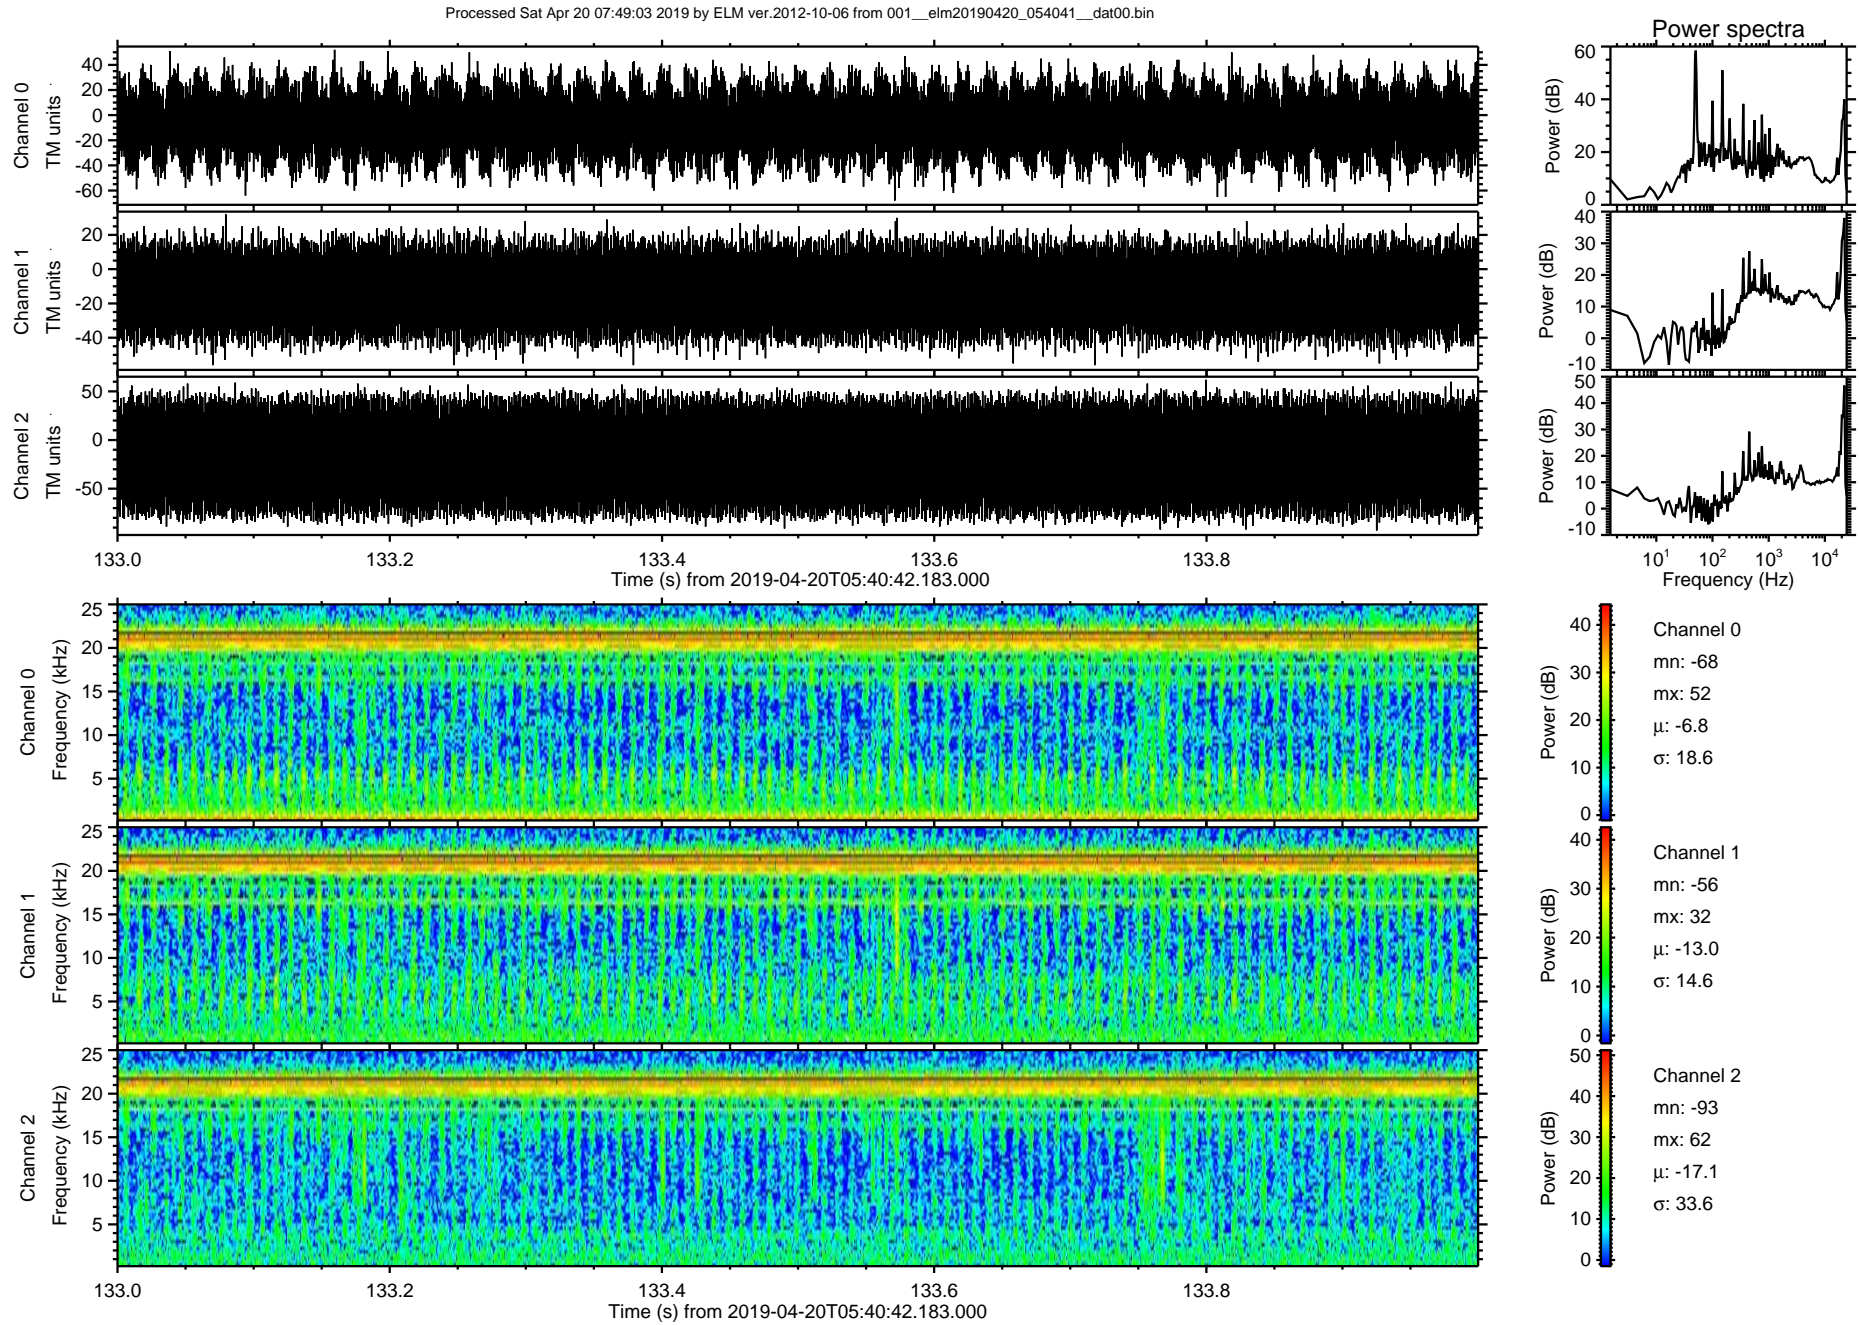 Processed Sat Apr 20 07:49:03 2019 by ELM ver.2012-10-06 from 001__elm20190420_054041__dat00.bin
Power spectra
Channel 0
TM units
40
20
0
-20
-40
-60
Power (dB)
60
40
20
0
Channel 1
TM units
20
0
-20
-40
Power (dB)
40
30
20
10
0
-10
Channel 2
TM units
50
0
-50
Power (dB)
50
40
30
20
10
0
-10
133.0 133.2 133.4 133.6 133.8
Time (s) from 2019-04-20T05:40:42.183.000
10^1 10^2 10^3 10^4
Frequency (Hz)
Channel 0
Frequency (kHz)
25
20
15
10
5
Power (dB)
40
30
20
10
0
Channel 0
mn: -68
mx: 52
μ: -6.8
σ: 18.6
Channel 1
Frequency (kHz)
25
20
15
10
5
Power (dB)
40
30
20
10
0
Channel 1
mn: -56
mx: 32
μ: -13.0
σ: 14.6
Channel 2
Frequency (kHz)
25
20
15
10
5
Power (dB)
50
40
30
20
10
0
Channel 2
mn: -93
mx: 62
μ: -17.1
σ: 33.6
133.0 133.2 133.4 133.6 133.8
Time (s) from 2019-04-20T05:40:42.183.000